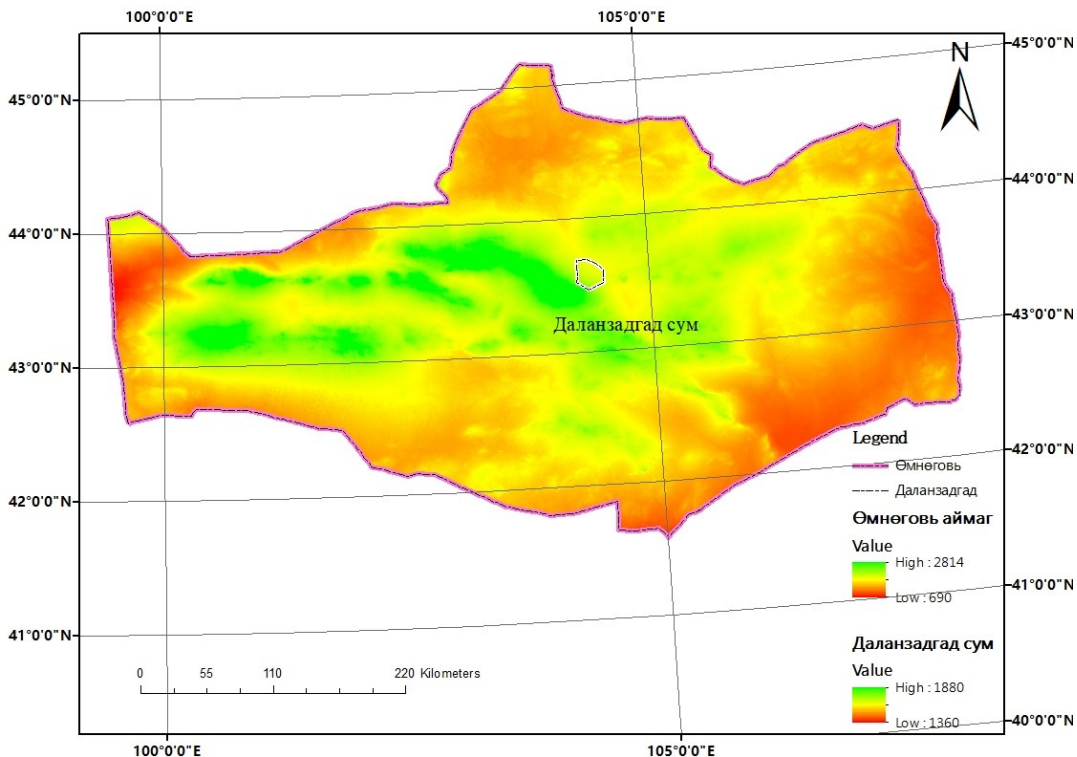 100°0'0"E 105°0'0"E
45°0'0"N
N
45°0'0"N
44°0'0"N
44°0'0"N
43°0'0"N
Даланзадгад сум
43°0'0"N
Legend
Өмнөговь
42°0'0"N
Даланзадгад
42°0'0"N
Өмнөговь аймаг
Value
High : 2814
41°0'0"N
Low : 690
41°0'0"N
Даланзадгад сум
0 55 110 220 Kilometers
Value
High : 1880
Low : 1360
40°0'0"N
100°0'0"E 105°0'0"E